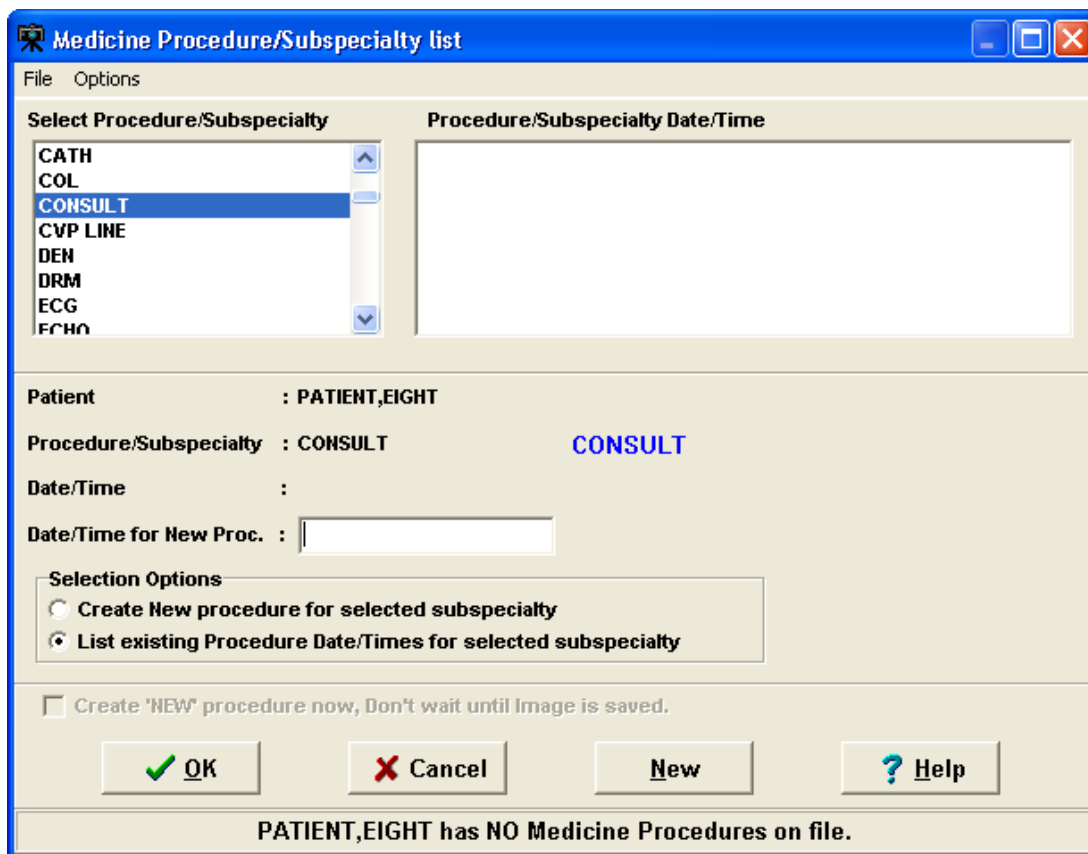 Medicine Procedure/Subspecialty list
File Options
Select Procedure/Subspecialty Procedure/Subspecialty Date/Time
CATH
COL
CONSULT
CVP LINE
DEN
DRM
ECG
ECHO
Patient : PATIENT,EIGHT
Procedure/Subspecialty : CONSULT CONSULT
Date/Time :
Date/Time for New Proc. :
Selection Options
Create New procedure for selected subspecialty
List existing Procedure Date/Times for selected subspecialty
Create 'NEW' procedure now, Don't wait until Image is saved.
OK Cancel New ? Help
PATIENT,EIGHT has NO Medicine Procedures on file.